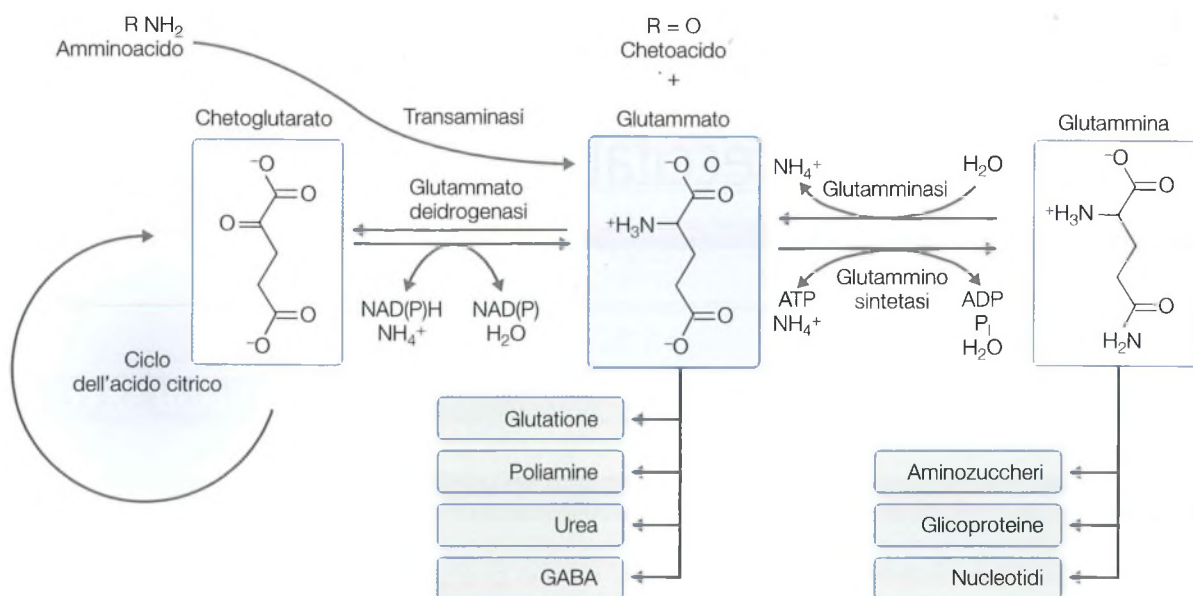 R NH₂
Amminoacido
R = O
Chetoacido
+
Chetoglutarato
Transaminasi
Glutammato
Glutammina
⁻O
O
O
O
⁻O
Glutammato
deidrogenasi
NAD(P)H
NH₄⁺
NAD(P)
H₂O
⁻O O
O
⁺H₃N
O
⁻O
NH₄⁺
Glutamminasi
H₂O
ATP
NH₄⁺
Glutammino
sintetasi
ADP
Pᵢ
H₂O
⁻O
O
⁺H₃N
O
H₂N
Ciclo
dell'acido citrico
Glutatione
Poliamine
Urea
GABA
Aminozuccheri
Glicoproteine
Nucleotidi